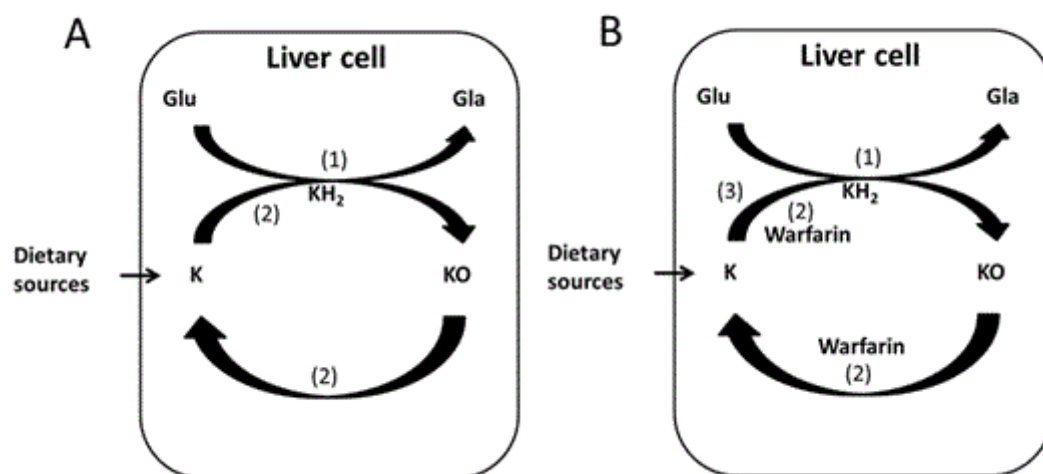 A
Liver cell
Glu
Gla
(1)
KH₂
(2)
Dietary
sources
K
KO
(2)
B
Liver cell
Glu
Gla
(1)
(3)
KH₂
(2)
Warfarin
Dietary
sources
K
KO
Warfarin
(2)